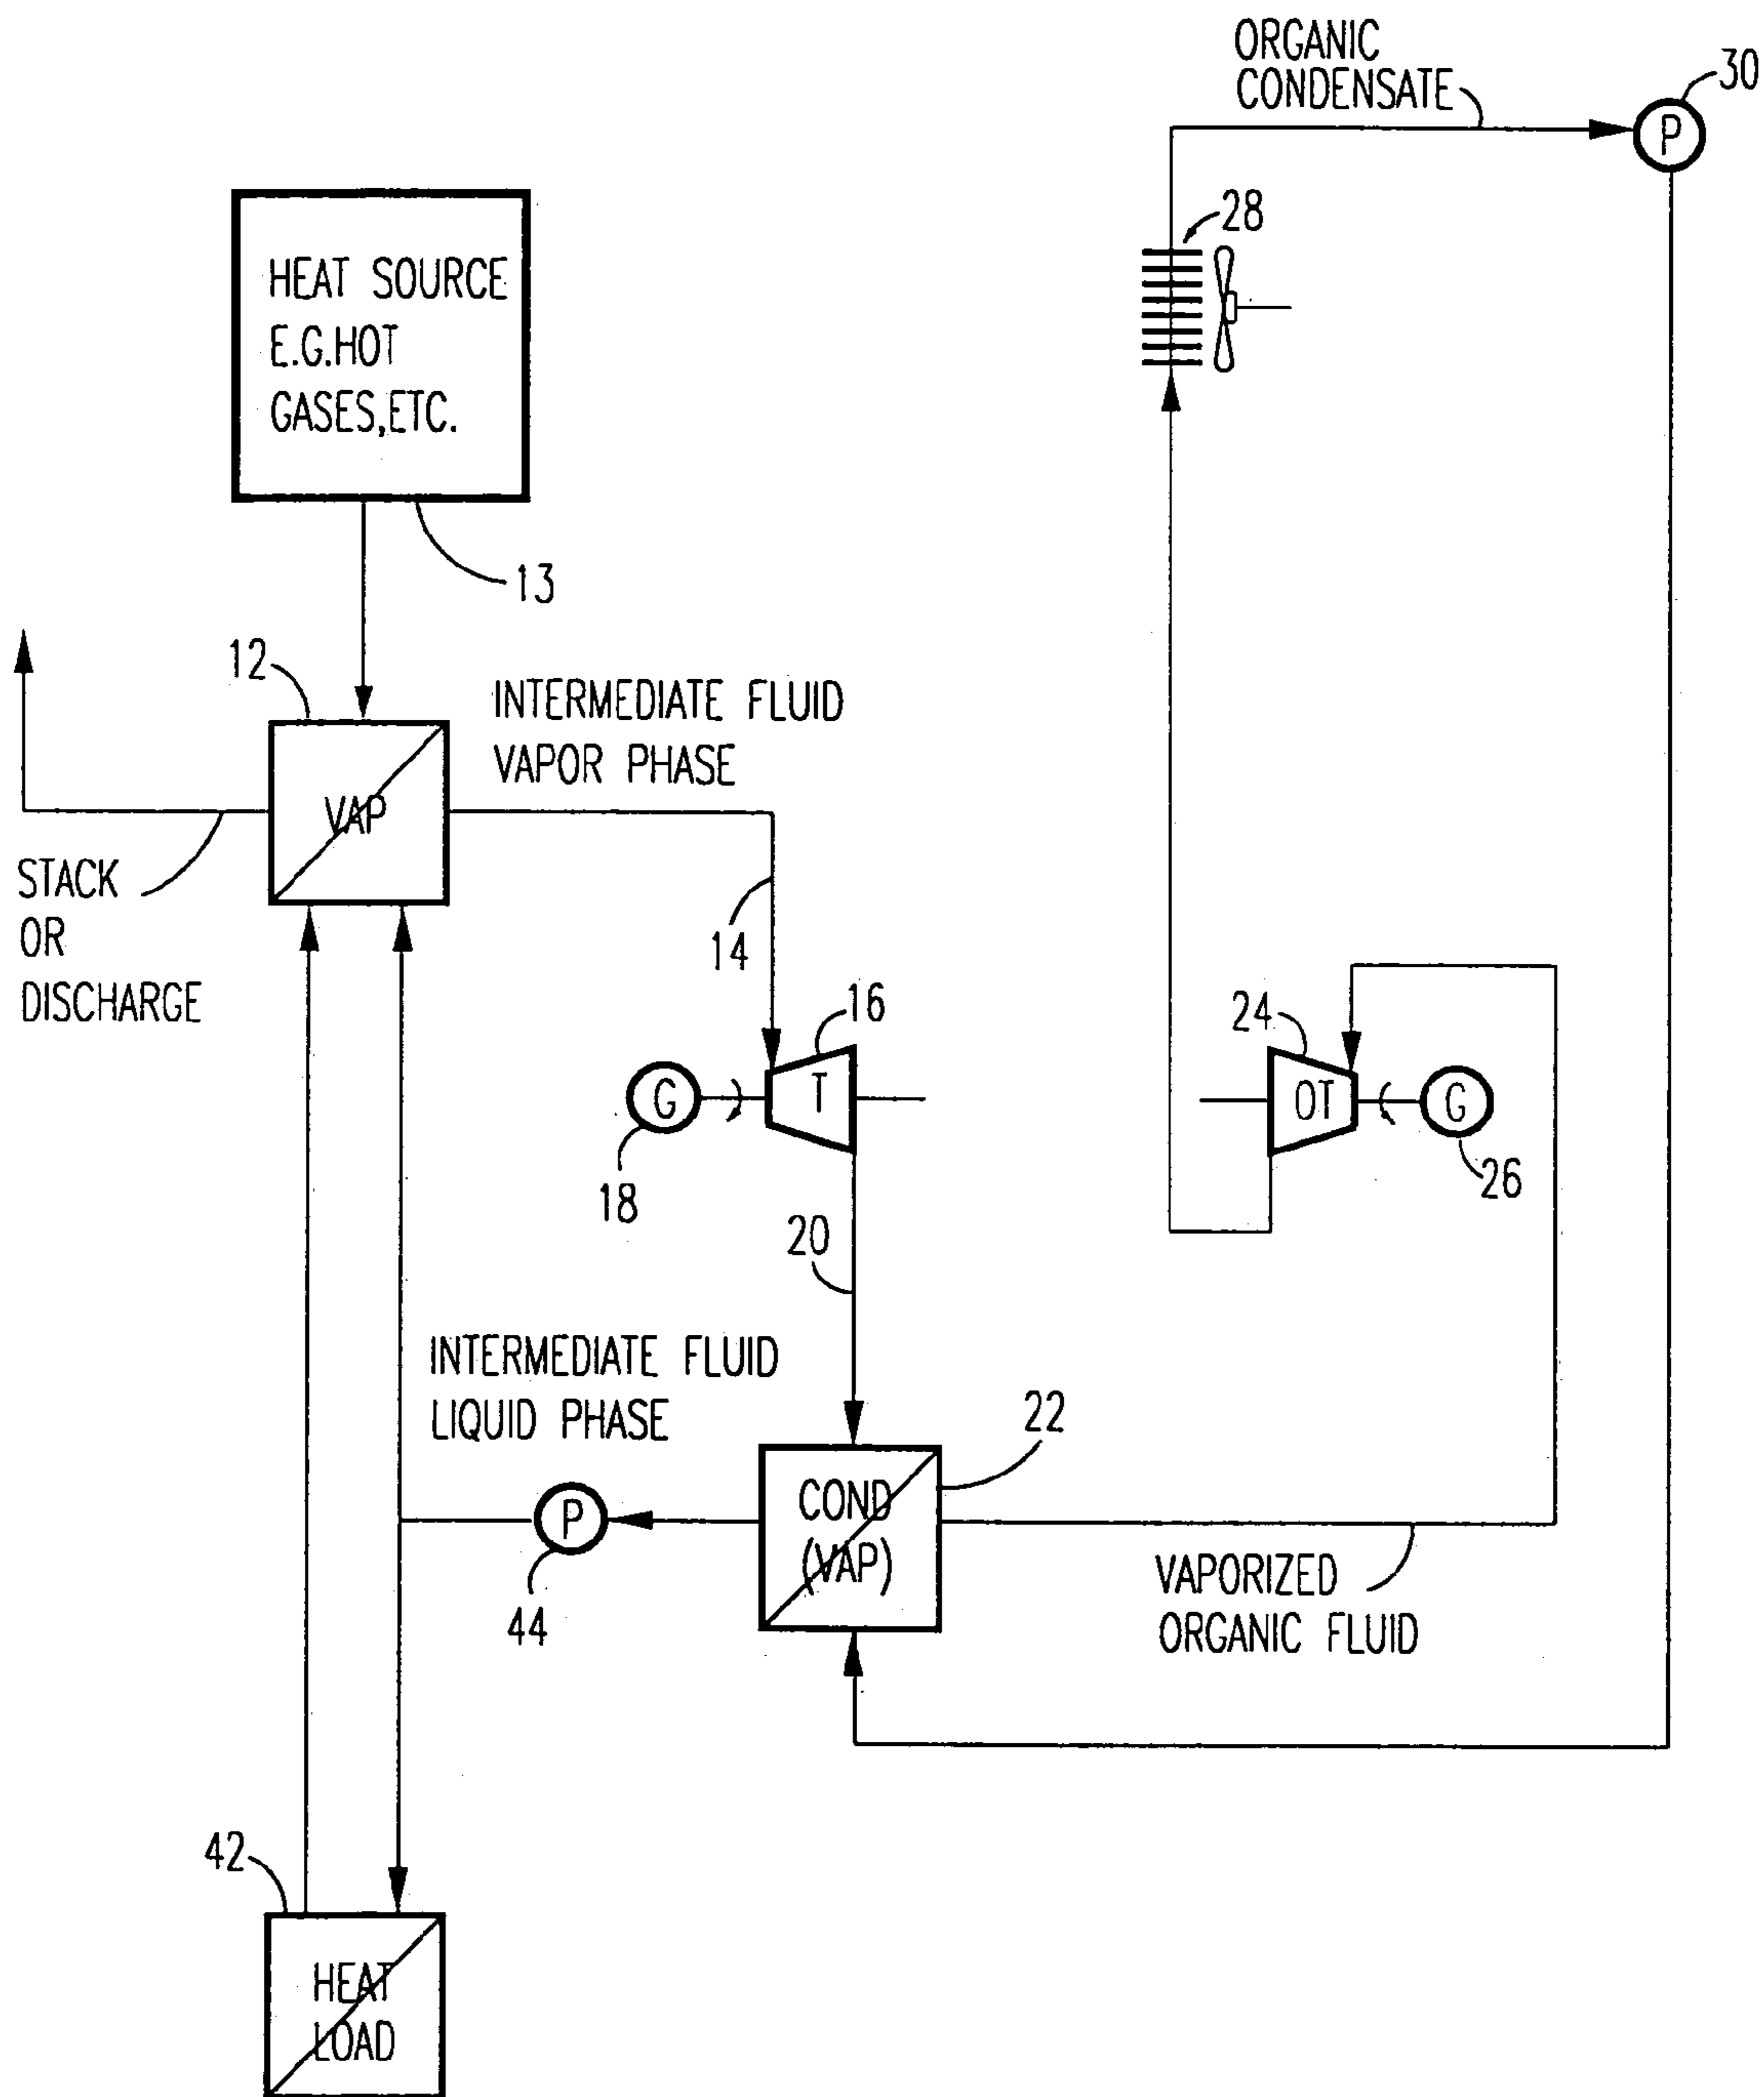 ORGANIC
CONDENSATE
30
P
28
HEAT SOURCE
E.G.HOT
GASES,ETC.
13
12
INTERMEDIATE FLUID
VAPOR PHASE
VAP
STACK
OR
DISCHARGE
14
16
24
G
T
OT
G
18
26
20
INTERMEDIATE FLUID
LIQUID PHASE
22
COND
(VAP)
P
44
VAPORIZED
ORGANIC FLUID
42
HEAT
LOAD